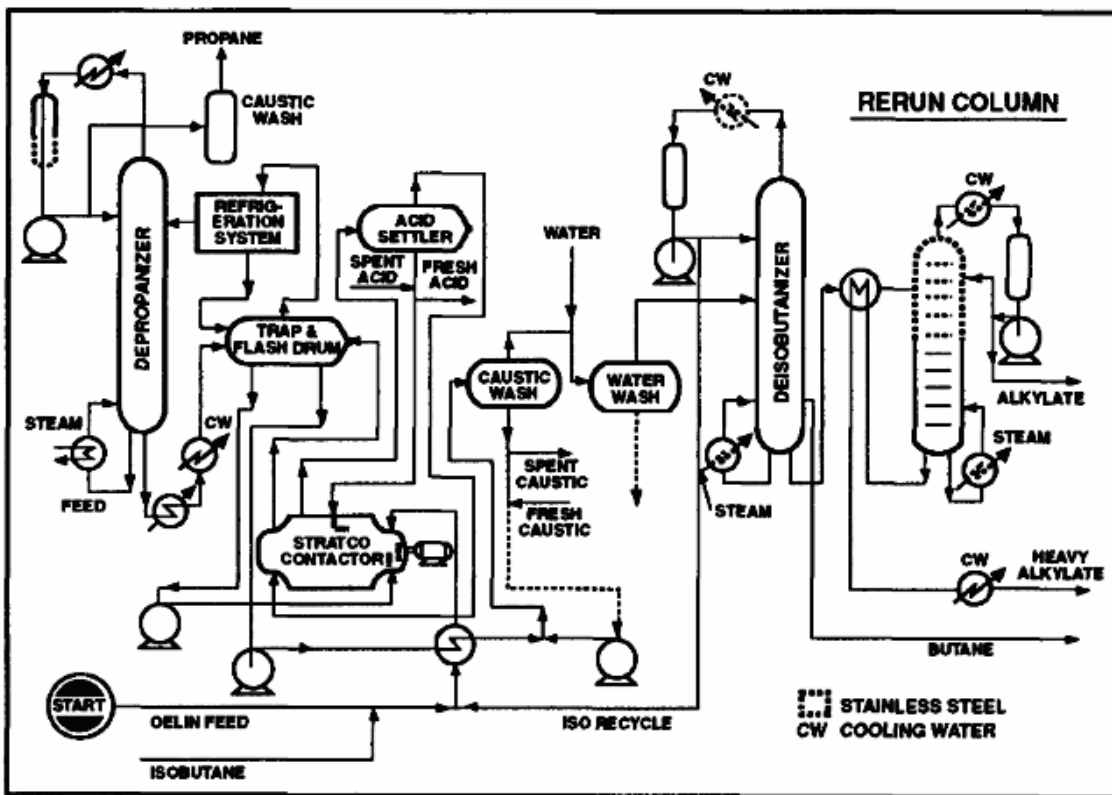 PROPANE
CAUSTIC
WASH
CW
RERUN COLUMN
CW
REFRIG-
ERATION
SYSTEM
ACID
SETTLER
SPENT
ACID
FRESH
ACID
WATER
DEPROPANIZER
TRAP &
FLASH DRUM
DEISOBUTANIZER
CAUSTIC
WASH
WATER
WASH
ALKYLATE
STEAM
CW
STEAM
FEED
SPENT
CAUSTIC
FRESH
CAUSTIC
STEAM
STRATCO
CONTACTOR
CW
HEAVY
ALKYLATE
BUTANE
START
OELIN FEED
ISO RECYCLE
STAINLESS STEEL
CW COOLING WATER
ISOBUTANE